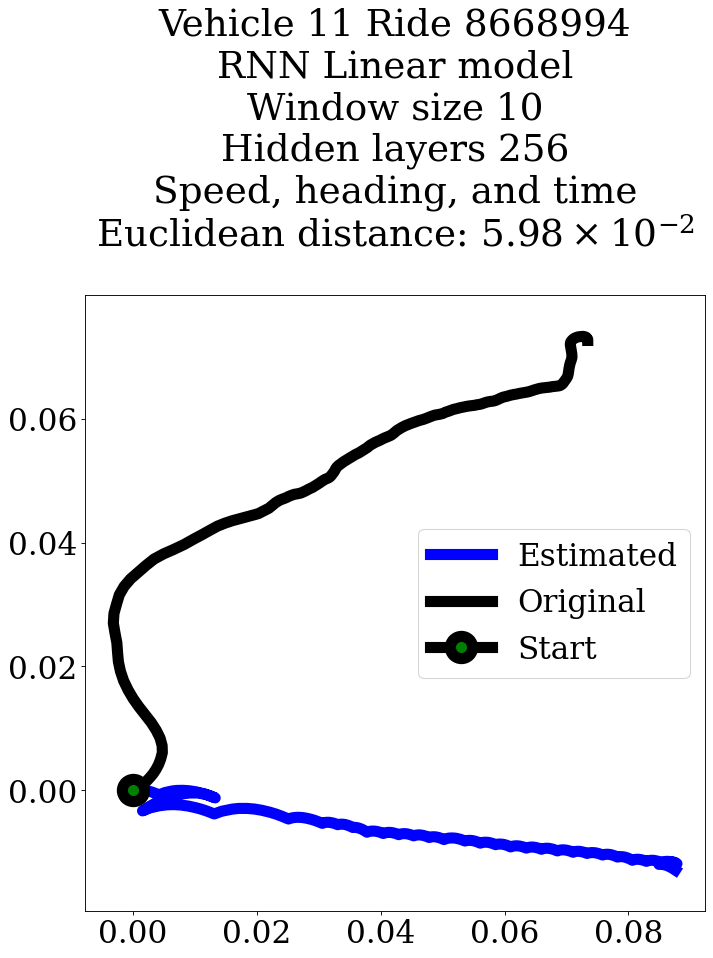 Vehicle 11 Ride 8668994
RNN Linear model
Window size 10
Hidden layers 256
Speed, heading, and time
Euclidean distance: 5.98 × 10⁻²
0.06
0.04
0.02
0.00
Estimated
Original
Start
0.00 0.02 0.04 0.06 0.08